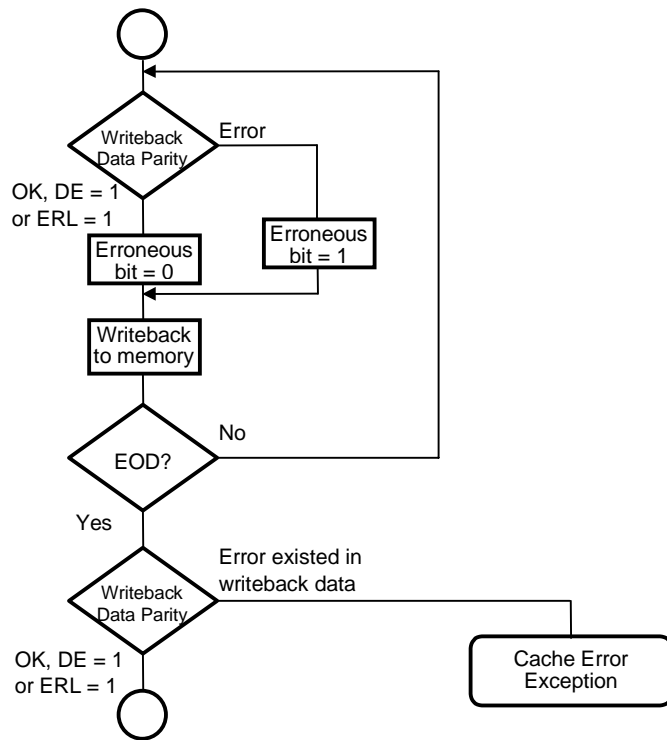 Writeback
Data Parity
Error
OK, DE = 1
or ERL = 1
Erroneous
bit = 0
Erroneous
bit = 1
Writeback
to memory
EOD?
No
Yes
Writeback
Data Parity
Error existed in
writeback data
OK, DE = 1
or ERL = 1
Cache Error
Exception